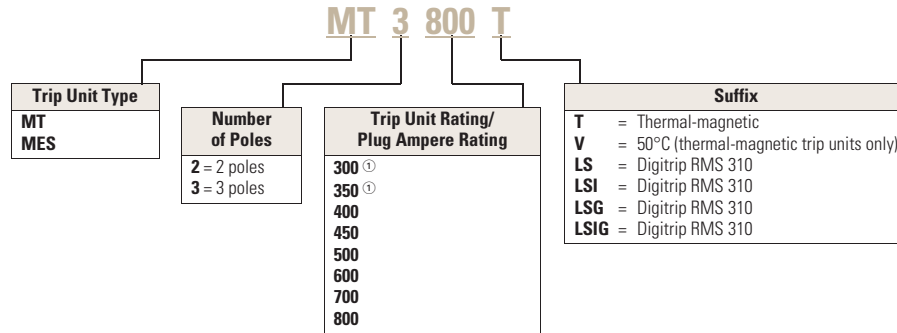 MT 3 800 T
Trip Unit Type
MT
MES
Number
of Poles
2 = 2 poles
3 = 3 poles
Trip Unit Rating/
Plug Ampere Rating
300 ①
350 ①
400
450
500
600
700
800
Suffix
T = Thermal-magnetic
V = 50°C (thermal-magnetic trip units only)
LS = Digitrip RMS 310
LSI = Digitrip RMS 310
LSG = Digitrip RMS 310
LSIG = Digitrip RMS 310